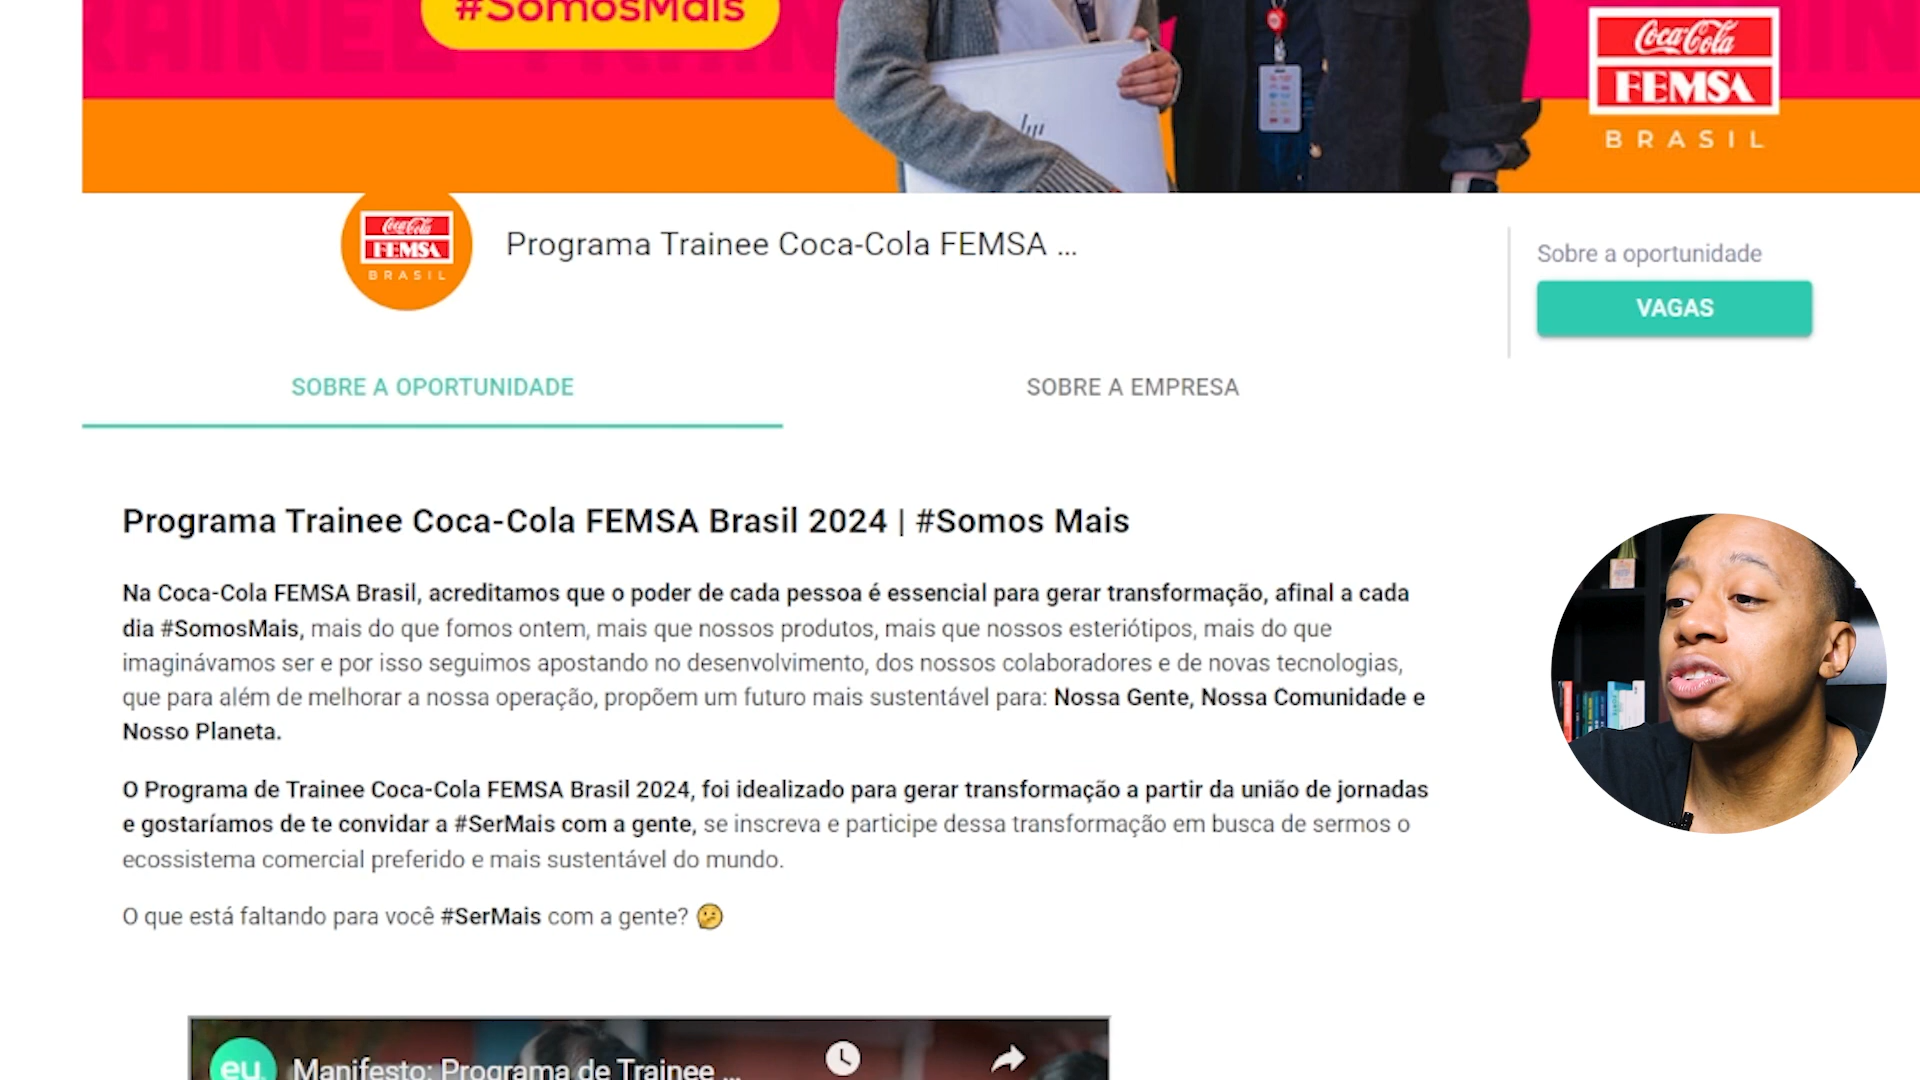 #SomosMais
Coca-Cola
FEMSA
BRASIL
Coca-Cola
FEMSA
BRASIL
Programa Trainee Coca-Cola FEMSA ...
Sobre a oportunidade
VAGAS
SOBRE A OPORTUNIDADE
SOBRE A EMPRESA
Programa Trainee Coca-Cola FEMSA Brasil 2024 | #Somos Mais
Na Coca-Cola FEMSA Brasil, acreditamos que o poder de cada pessoa é essencial para gerar transformação, afinal a cada
dia #SomosMais, mais do que fomos ontem, mais que nossos produtos, mais que nossos esteriótipos, mais do que
imaginávamos ser e por isso seguimos apostando no desenvolvimento, dos nossos colaboradores e de novas tecnologias,
que para além de melhorar a nossa operação, propõem um futuro mais sustentável para: Nossa Gente, Nossa Comunidade e
Nosso Planeta.
O Programa de Trainee Coca-Cola FEMSA Brasil 2024, foi idealizado para gerar transformação a partir da união de jornadas
e gostaríamos de te convidar a #SerMais com a gente, se inscreva e participe dessa transformação em busca de sermos o
ecossistema comercial preferido e mais sustentável do mundo.
O que está faltando para você #SerMais com a gente? 🤔
eu.
Manifesto: Programa de Trainee ...